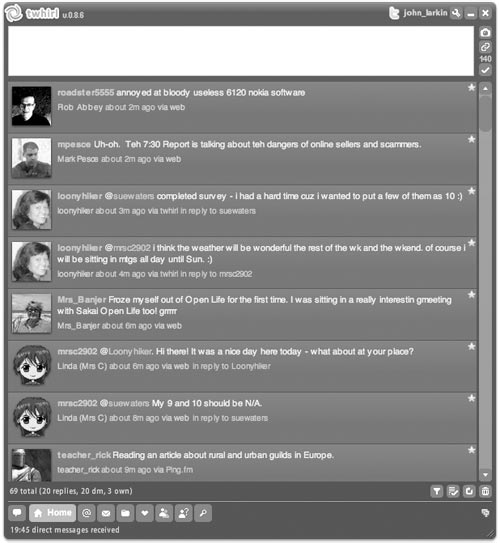 twhirl v.0.8.6
john_larkin
140
roadster5555 annoyed at bloody useless 6120 nokia software
Rob Abbey about 2m ago via web
mpesce Uh-oh. Teh 7:30 Report is talking about teh dangers of online sellers and scammers.
Mark Pesce about 2m ago via web
loonyhiker @suewaters completed survey - i had a hard time cuz i wanted to put a few of them as 10 :)
loonyhiker about 3m ago via twhirl in reply to suewaters
loonyhiker @mrsc2902 i think the weather will be wonderful the rest of the wk and the wkend. of course i
will be sitting in mtgs all day until Sun. :)
loonyhiker about 4m ago via twhirl in reply to mrsc2902
Mrs_Banjer Froze myself out of Open Life for the first time. I was sitting in a really interestin gmeeting
with Sakai Open Life too! grrrr
Mrs_Banjer about 6m ago via web
mrsc2902 @Loonyhiker. Hi there! It was a nice day here today - what about at your place?
Linda (Mrs C) about 6m ago via web in reply to Loonyhiker
mrsc2902 @suewaters My 9 and 10 should be N/A.
Linda (Mrs C) about 8m ago via web in reply to suewaters
teacher_rick Reading an article about rural and urban guilds in Europe.
teacher_rick about 9m ago via Ping.fm
69 total (20 replies, 20 dm, 3 own)
Home
19:45 direct messages received